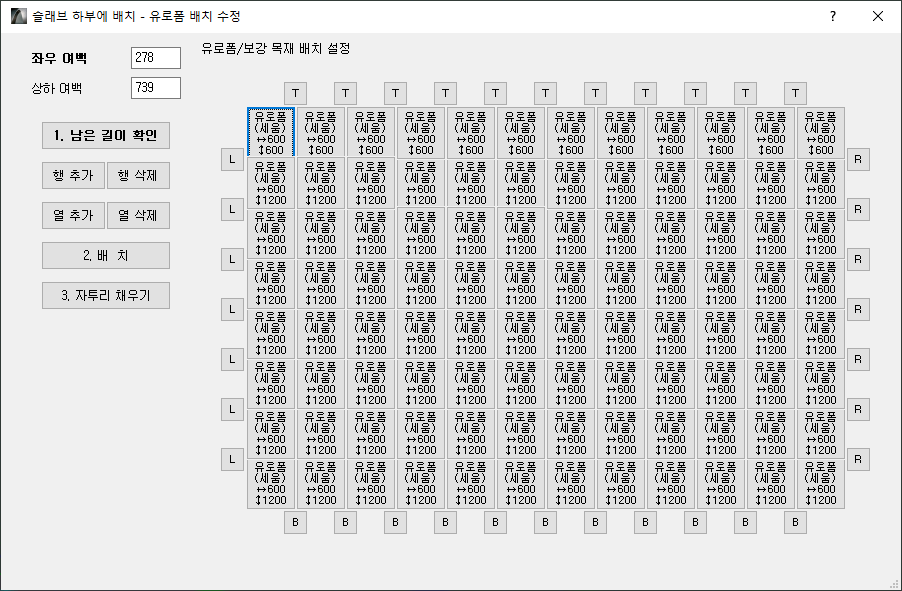 슬래브 하부에 배치 - 유로폼 배치 수정
좌우 여백 278
상하 여백 739
1. 남은 길이 확인
행 추가 행 삭제
열 추가 열 삭제
2. 배 치
3. 자투리 채우기
유로폼/보강 목재 배치 설정
T T T T T T T T T T T
유로폼 유로폼 유로폼 유로폼 유로폼 유로폼 유로폼 유로폼 유로폼 유로폼 유로폼 유로폼
(세움) (세움) (세움) (세움) (세움) (세움) (세움) (세움) (세움) (세움) (세움) (세움)
↔600 ↔600 ↔600 ↔600 ↔600 ↔600 ↔600 ↔600 ↔600 ↔600 ↔600 ↔600
↕600 ↕600 ↕600 ↕600 ↕600 ↕600 ↕600 ↕600 ↕600 ↕600 ↕600 ↕600
L R
유로폼 유로폼 유로폼 유로폼 유로폼 유로폼 유로폼 유로폼 유로폼 유로폼 유로폼 유로폼
(세움) (세움) (세움) (세움) (세움) (세움) (세움) (세움) (세움) (세움) (세움) (세움)
↔600 ↔600 ↔600 ↔600 ↔600 ↔600 ↔600 ↔600 ↔600 ↔600 ↔600 ↔600
↕1200 ↕1200 ↕1200 ↕1200 ↕1200 ↕1200 ↕1200 ↕1200 ↕1200 ↕1200 ↕1200 ↕1200
L R
유로폼 유로폼 유로폼 유로폼 유로폼 유로폼 유로폼 유로폼 유로폼 유로폼 유로폼 유로폼
(세움) (세움) (세움) (세움) (세움) (세움) (세움) (세움) (세움) (세움) (세움) (세움)
↔600 ↔600 ↔600 ↔600 ↔600 ↔600 ↔600 ↔600 ↔600 ↔600 ↔600 ↔600
↕1200 ↕1200 ↕1200 ↕1200 ↕1200 ↕1200 ↕1200 ↕1200 ↕1200 ↕1200 ↕1200 ↕1200
L R
유로폼 유로폼 유로폼 유로폼 유로폼 유로폼 유로폼 유로폼 유로폼 유로폼 유로폼 유로폼
(세움) (세움) (세움) (세움) (세움) (세움) (세움) (세움) (세움) (세움) (세움) (세움)
↔600 ↔600 ↔600 ↔600 ↔600 ↔600 ↔600 ↔600 ↔600 ↔600 ↔600 ↔600
↕1200 ↕1200 ↕1200 ↕1200 ↕1200 ↕1200 ↕1200 ↕1200 ↕1200 ↕1200 ↕1200 ↕1200
L R
유로폼 유로폼 유로폼 유로폼 유로폼 유로폼 유로폼 유로폼 유로폼 유로폼 유로폼 유로폼
(세움) (세움) (세움) (세움) (세움) (세움) (세움) (세움) (세움) (세움) (세움) (세움)
↔600 ↔600 ↔600 ↔600 ↔600 ↔600 ↔600 ↔600 ↔600 ↔600 ↔600 ↔600
↕1200 ↕1200 ↕1200 ↕1200 ↕1200 ↕1200 ↕1200 ↕1200 ↕1200 ↕1200 ↕1200 ↕1200
L R
유로폼 유로폼 유로폼 유로폼 유로폼 유로폼 유로폼 유로폼 유로폼 유로폼 유로폼 유로폼
(세움) (세움) (세움) (세움) (세움) (세움) (세움) (세움) (세움) (세움) (세움) (세움)
↔600 ↔600 ↔600 ↔600 ↔600 ↔600 ↔600 ↔600 ↔600 ↔600 ↔600 ↔600
↕1200 ↕1200 ↕1200 ↕1200 ↕1200 ↕1200 ↕1200 ↕1200 ↕1200 ↕1200 ↕1200 ↕1200
L R
유로폼 유로폼 유로폼 유로폼 유로폼 유로폼 유로폼 유로폼 유로폼 유로폼 유로폼 유로폼
(세움) (세움) (세움) (세움) (세움) (세움) (세움) (세움) (세움) (세움) (세움) (세움)
↔600 ↔600 ↔600 ↔600 ↔600 ↔600 ↔600 ↔600 ↔600 ↔600 ↔600 ↔600
↕1200 ↕1200 ↕1200 ↕1200 ↕1200 ↕1200 ↕1200 ↕1200 ↕1200 ↕1200 ↕1200 ↕1200
L R
유로폼 유로폼 유로폼 유로폼 유로폼 유로폼 유로폼 유로폼 유로폼 유로폼 유로폼 유로폼
(세움) (세움) (세움) (세움) (세움) (세움) (세움) (세움) (세움) (세움) (세움) (세움)
↔600 ↔600 ↔600 ↔600 ↔600 ↔600 ↔600 ↔600 ↔600 ↔600 ↔600 ↔600
↕1200 ↕1200 ↕1200 ↕1200 ↕1200 ↕1200 ↕1200 ↕1200 ↕1200 ↕1200 ↕1200 ↕1200
B B B B B B B B B B B